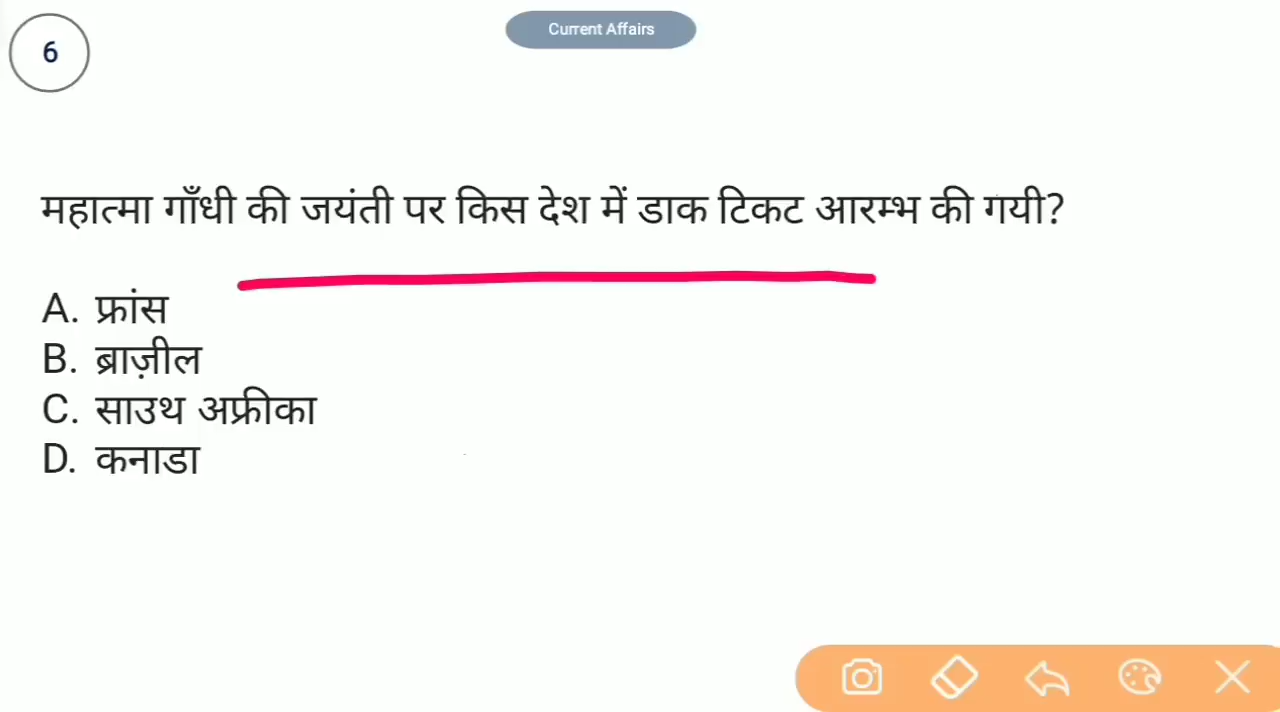 6
Current Affairs
महात्मा गाँधी की जयंती पर किस देश में डाक टिकट आरम्भ की गयी?
A. फ्रांस
B. ब्राज़ील
C. साउथ अफ्रीका
D. कनाडा